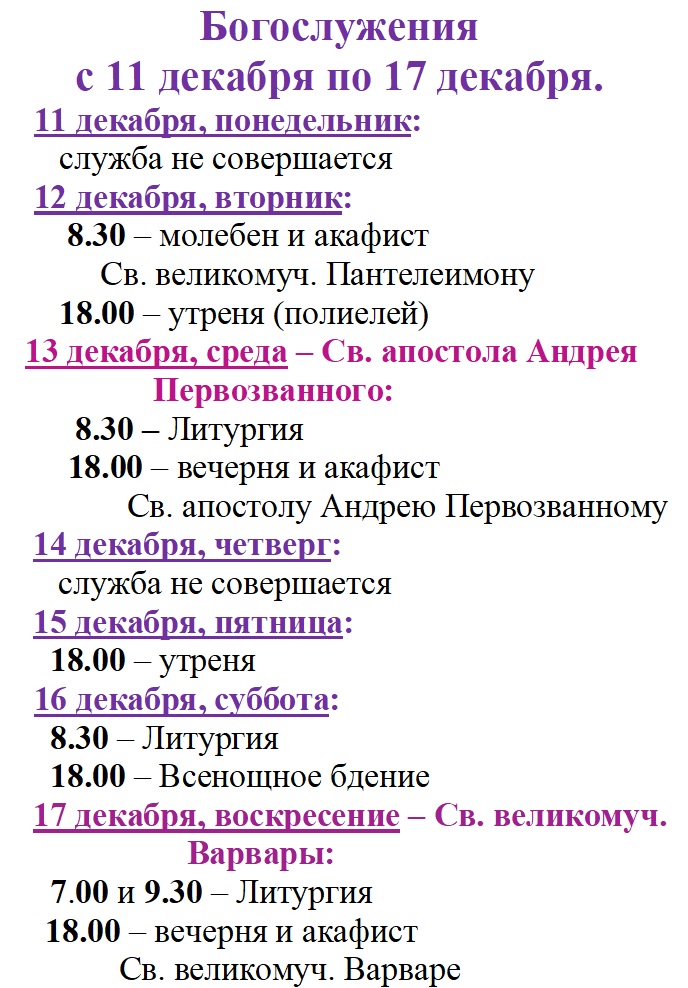 Богослужения
с 11 декабря по 17 декабря.
11 декабря, понедельник:
служба не совершается
12 декабря, вторник:
8.30 – молебен и акафист
Св. великомуч. Пантелеимону
18.00 – утреня (полиелей)
13 декабря, среда – Св. апостола Андрея
Первозванного:
8.30 – Литургия
18.00 – вечерня и акафист
Св. апостолу Андрею Первозванному
14 декабря, четверг:
служба не совершается
15 декабря, пятница:
18.00 – утреня
16 декабря, суббота:
8.30 – Литургия
18.00 – Всенощное бдение
17 декабря, воскресение – Св. великомуч.
Варвары:
7.00 и 9.30 – Литургия
18.00 – вечерня и акафист
Св. великомуч. Варваре